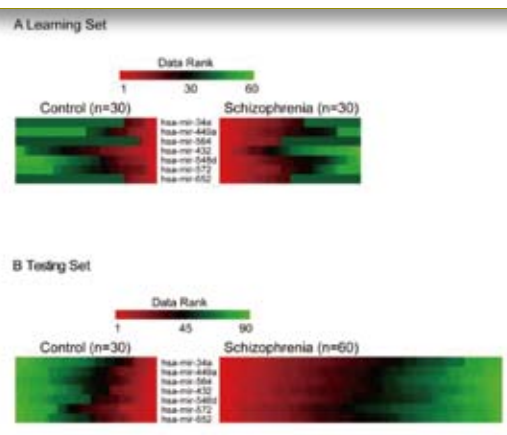 A Learning Set
Data Rank
1 30 60
Control (n=30) Schizophrenia (n=30)
hsa-mir-34a
hsa-mir-449a
hsa-mir-564
hsa-mir-432
hsa-mir-548d
hsa-mir-572
hsa-mir-652
B Testing Set
Data Rank
1 45 90
Control (n=30) Schizophrenia (n=60)
hsa-mir-34a
hsa-mir-449a
hsa-mir-564
hsa-mir-432
hsa-mir-548d
hsa-mir-572
hsa-mir-652